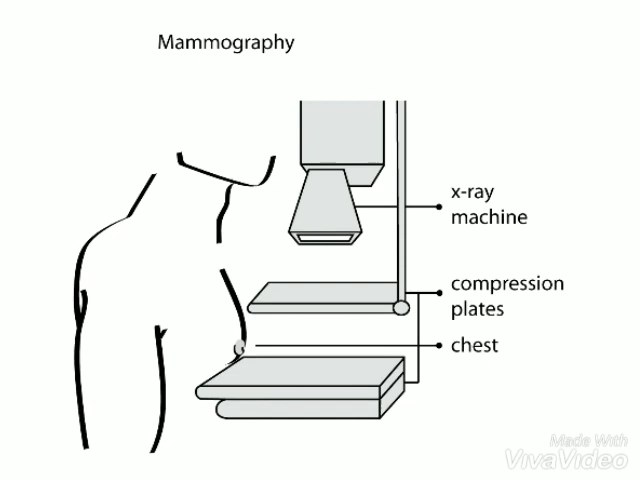 Mammography
x-ray
machine
compression
plates
chest
Made With
VivaVideo